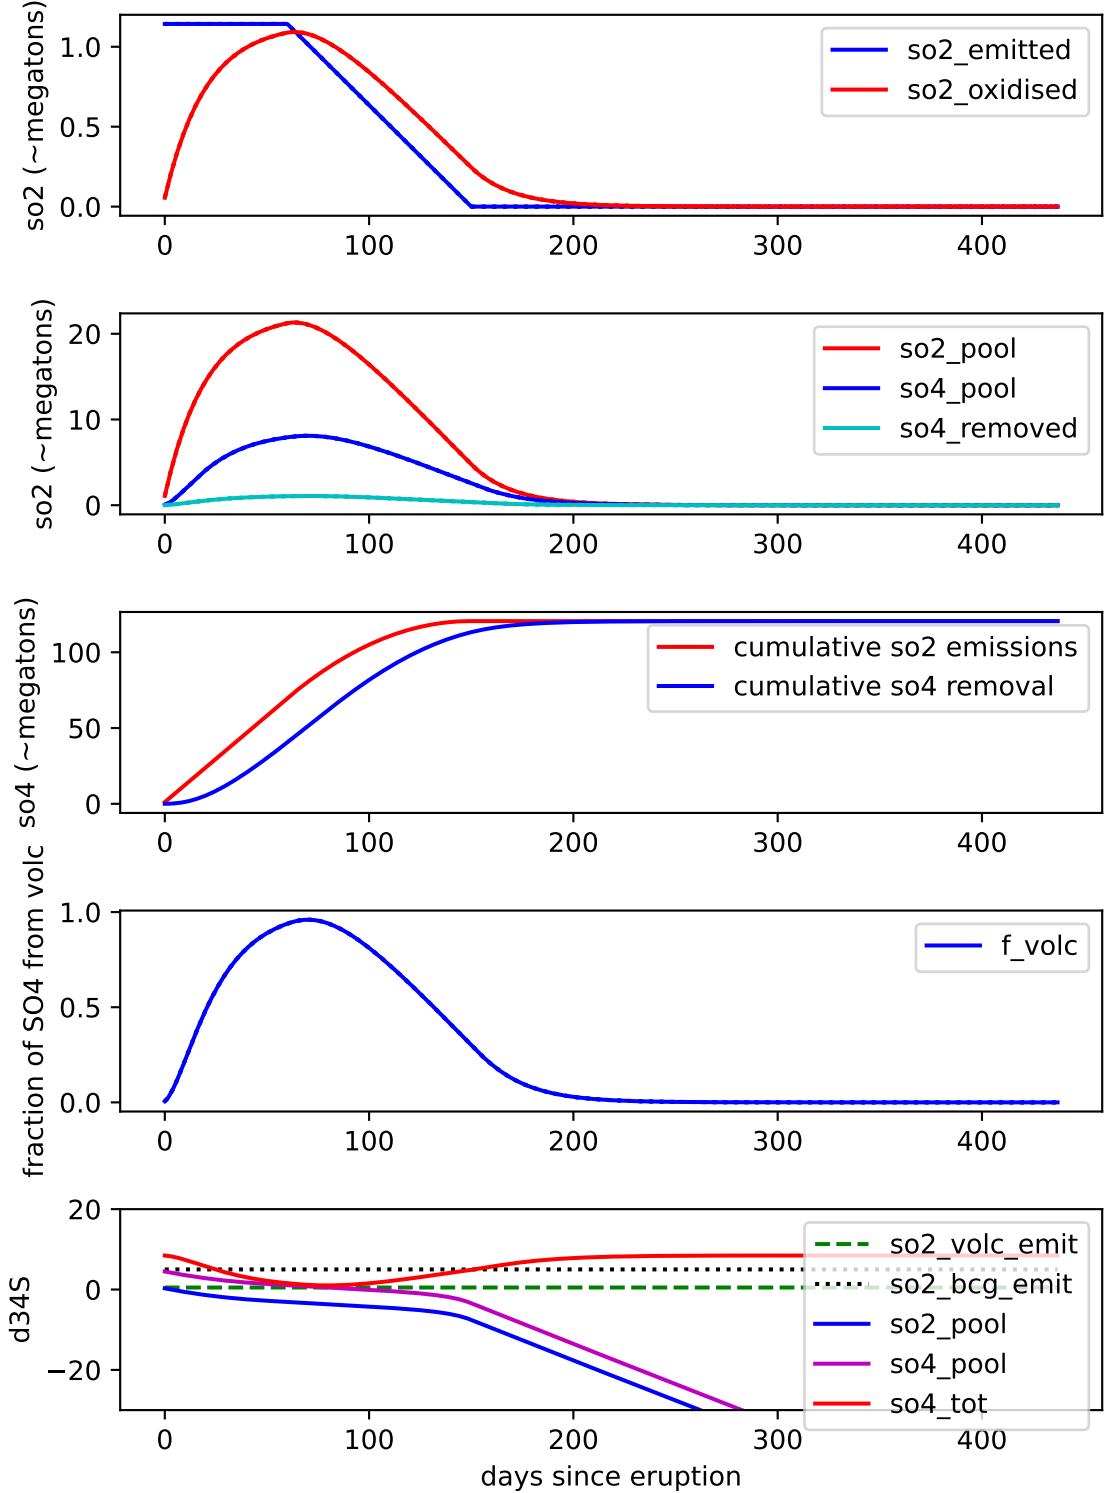 so2 (~megatons)
1.0
0.5
0.0
so2_emitted
so2_oxidised
0 100 200 300 400
so2 (~megatons)
20
10
0
so2_pool
so4_pool
so4_removed
0 100 200 300 400
so4 (~megatons)
100
50
0
cumulative so2 emissions
cumulative so4 removal
0 100 200 300 400
fraction of SO4 from volc
1.0
0.5
0.0
f_volc
0 100 200 300 400
d34S
20
0
−20
so2_volc_emit
so2_bcg_emit
so2_pool
so4_pool
so4_tot
0 100 200 300 400
days since eruption